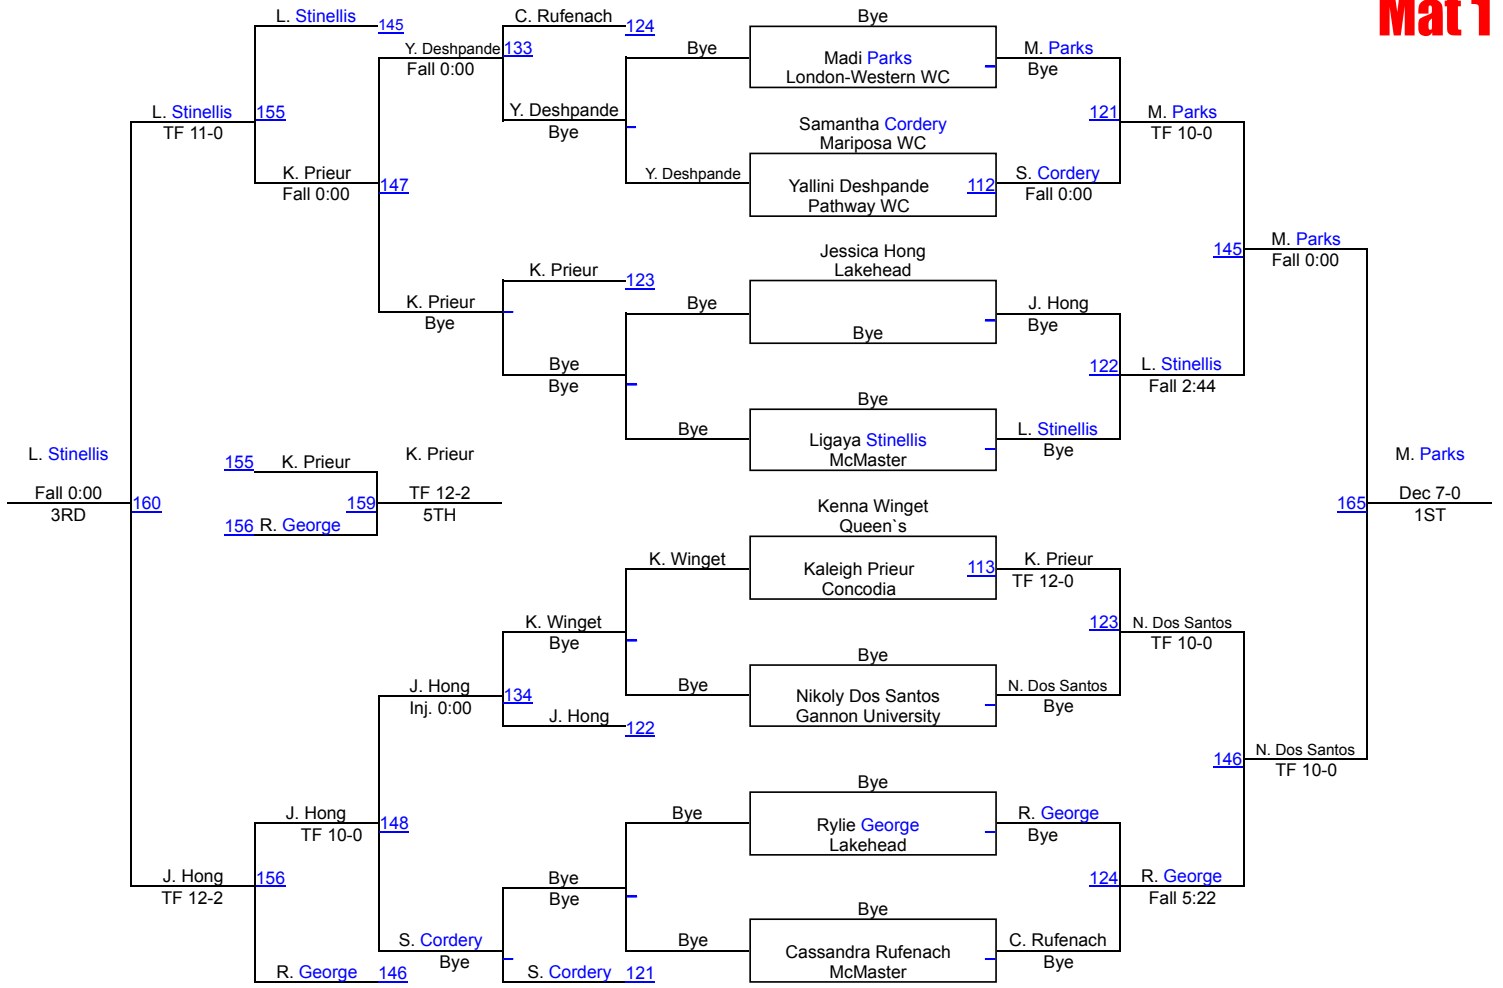 Mat 1
L. Stinellis
145
C. Rufenach
124
Bye
Y. Deshpande
133
Fall 0:00
Bye
Madi Parks
London-Western WC
M. Parks
Bye
L. Stinellis
155
TF 11-0
Y. Deshpande
Bye
121
M. Parks
TF 10-0
Samantha Cordery
Mariposa WC
K. Prieur
Fall 0:00
147
Y. Deshpande
Yallini Deshpande
Pathway WC
112
S. Cordery
Fall 0:00
145
M. Parks
Fall 0:00
Jessica Hong
Lakehead
K. Prieur
123
K. Prieur
Bye
Bye
Bye
J. Hong
Bye
Bye
Bye
122
L. Stinellis
Fall 2:44
Bye
Bye
Ligaya Stinellis
McMaster
L. Stinellis
Bye
L. Stinellis
Fall 0:00
3RD
160
155
K. Prieur
156
R. George
159
K. Prieur
TF 12-2
5TH
M. Parks
165
Dec 7-0
1ST
Kenna Winget
Queen`s
K. Winget
Kaleigh Prieur
Concodia
113
K. Prieur
TF 12-0
K. Winget
Bye
123
N. Dos Santos
TF 10-0
Bye
J. Hong
Inj. 0:00
134
Bye
Nikoly Dos Santos
Gannon University
N. Dos Santos
Bye
J. Hong
122
146
N. Dos Santos
TF 10-0
Bye
J. Hong
TF 10-0
148
Bye
Rylie George
Lakehead
R. George
Bye
J. Hong
TF 12-2
156
Bye
Bye
124
R. George
Fall 5:22
Bye
S. Cordery
Bye
Bye
Cassandra Rufenach
McMaster
C. Rufenach
Bye
R. George
146
S. Cordery
121